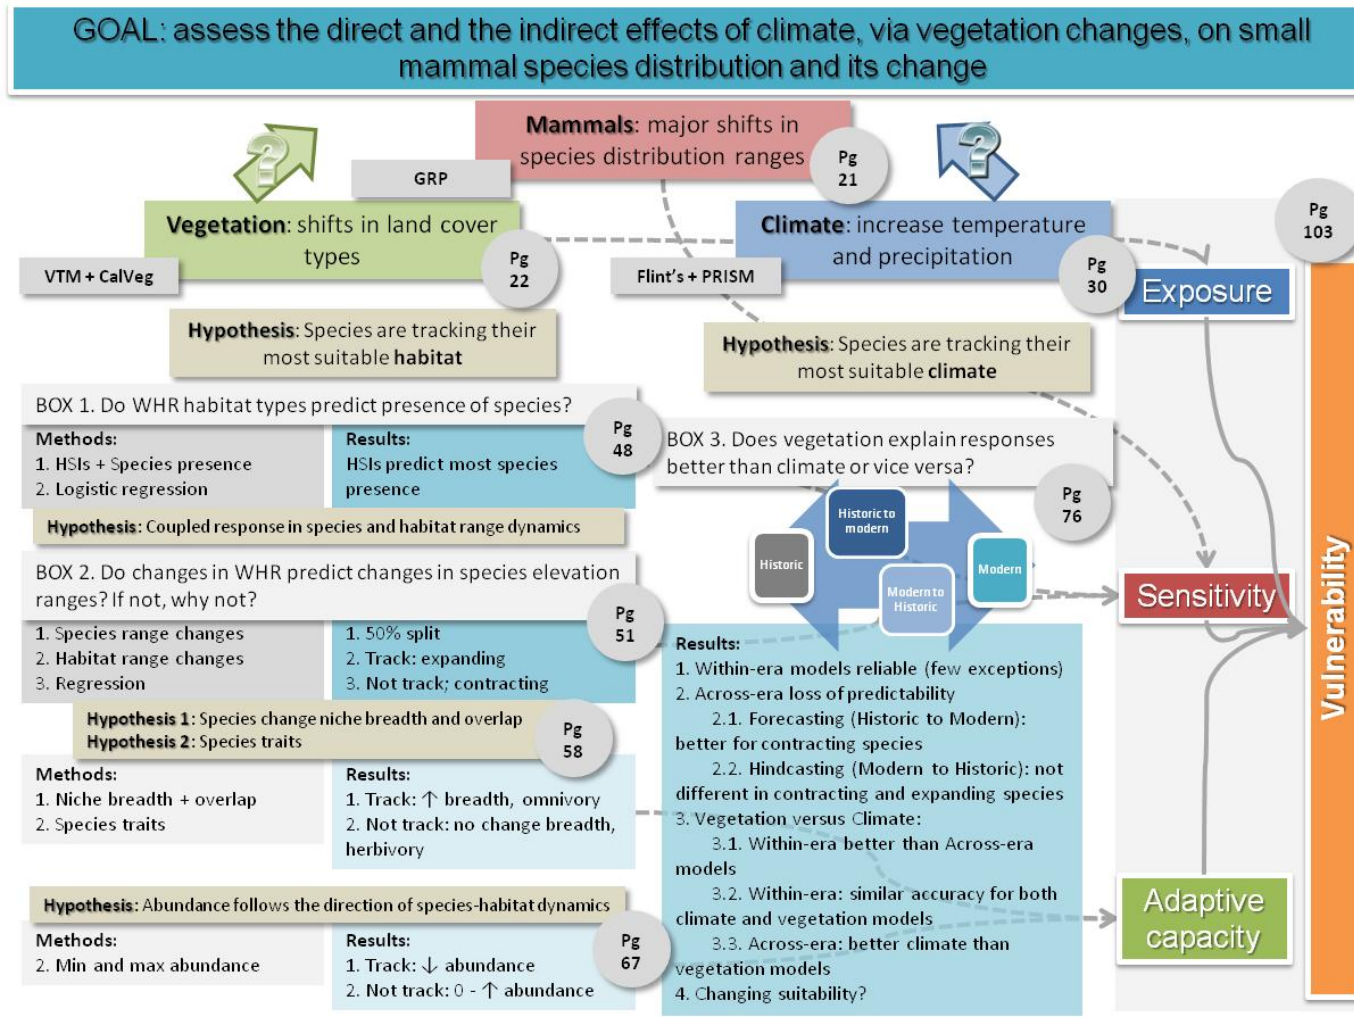 GOAL: assess the direct and the indirect effects of climate, via vegetation changes, on small
mammal species distribution and its change
?
Mammals: major shifts in
species distribution ranges
Pg
21
?
GRP
Vegetation: shifts in land cover
types
Pg
22
VTM + CalVeg
Climate: increase temperature
and precipitation
Pg
30
Flint's + PRISM
Pg
103
Exposure
Hypothesis: Species are tracking their
most suitable habitat
Hypothesis: Species are tracking their
most suitable climate
BOX 1. Do WHR habitat types predict presence of species?
Pg
48
Methods:
1. HSIs + Species presence
2. Logistic regression
Results:
HSIs predict most species
presence
Hypothesis: Coupled response in species and habitat range dynamics
BOX 2. Do changes in WHR predict changes in species elevation
ranges? If not, why not?
Pg
51
1. Species range changes
2. Habitat range changes
3. Regression
1. 50% split
2. Track: expanding
3. Not track; contracting
Hypothesis 1: Species change niche breadth and overlap
Hypothesis 2: Species traits
Pg
58
Methods:
1. Niche breadth + overlap
2. Species traits
Results:
1. Track: ↑ breadth, omnivory
2. Not track: no change breadth,
herbivory
Hypothesis: Abundance follows the direction of species-habitat dynamics
Pg
67
Methods:
2. Min and max abundance
Results:
1. Track: ↓ abundance
2. Not track: 0 - ↑ abundance
BOX 3. Does vegetation explain responses
better than climate or vice versa?
Pg
76
Historic to
modern
Historic
Modern
Modern to
Historic
Results:
1. Within-era models reliable (few exceptions)
2. Across-era loss of predictability
2.1. Forecasting (Historic to Modern):
better for contracting species
2.2. Hindcasting (Modern to Historic): not
different in contracting and expanding species
3. Vegetation versus Climate:
3.1. Within-era better than Across-era
models
3.2. Within-era: similar accuracy for both
climate and vegetation models
3.3. Across-era: better climate than
vegetation models
4. Changing suitability?
Sensitivity
Adaptive
capacity
Vulnerability